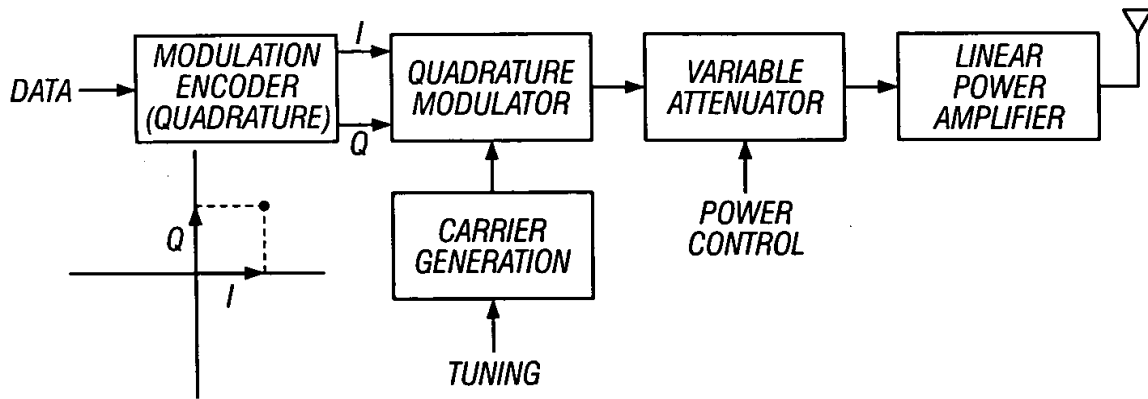 DATA
MODULATION
ENCODER
(QUADRATURE)
I
Q
QUADRATURE
MODULATOR
VARIABLE
ATTENUATOR
LINEAR
POWER
AMPLIFIER
CARRIER
GENERATION
TUNING
POWER
CONTROL
Q
I